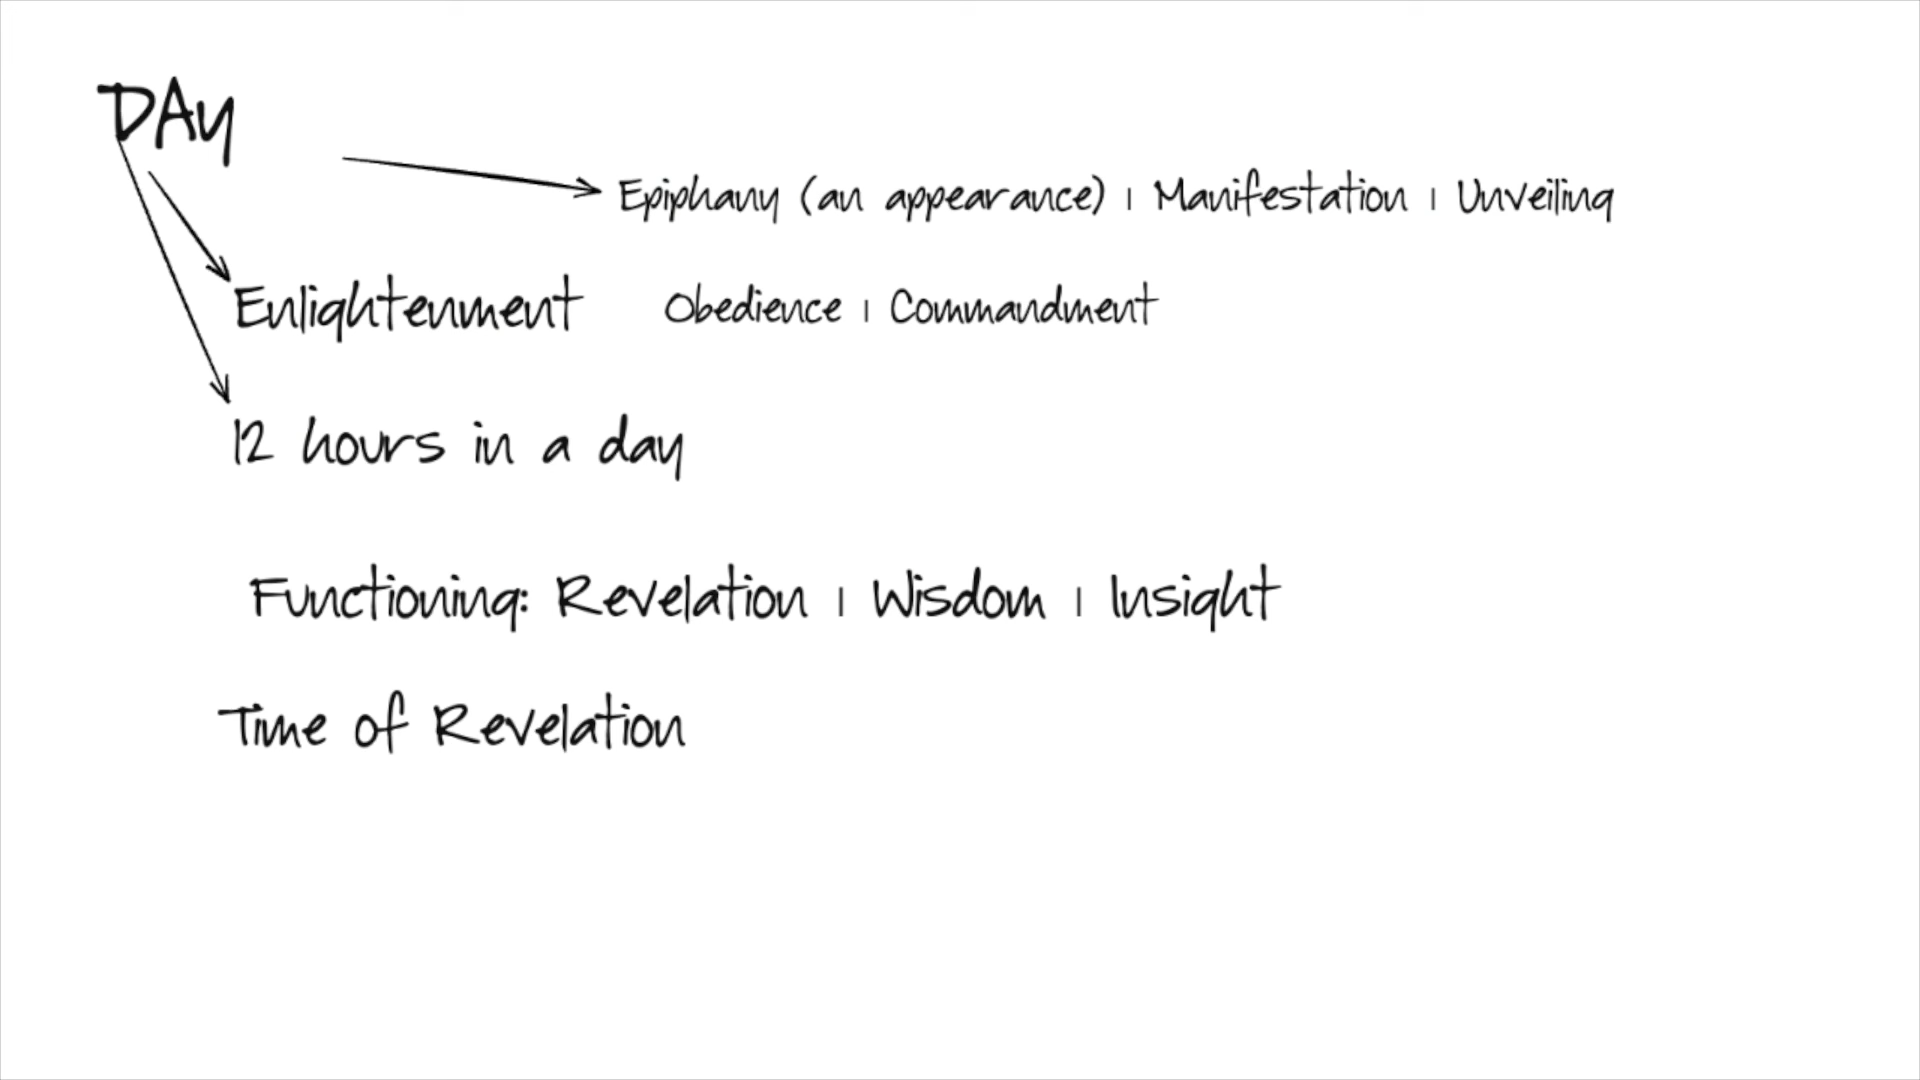 DAy
Epiphany (an appearance) | Manifestation | Unveiling
Enlightenment Obedience | Commandment
12 hours in a day
Functioning: Revelation | Wisdom | Insight
Time of Revelation